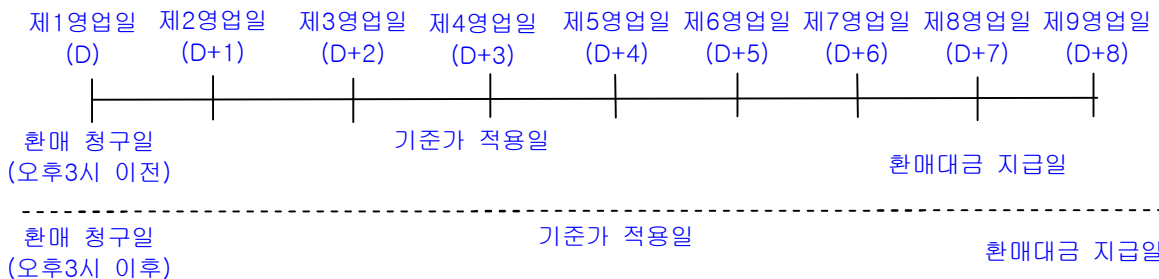 제1영업일 제2영업일 제3영업일 제4영업일 제5영업일 제6영업일 제7영업일 제8영업일 제9영업일
(D) (D+1) (D+2) (D+3) (D+4) (D+5) (D+6) (D+7) (D+8)
환매 청구일 기준가 적용일
(오후3시 이전) 환매대금 지급일
환매 청구일 기준가 적용일
(오후3시 이후) 환매대금 지급일